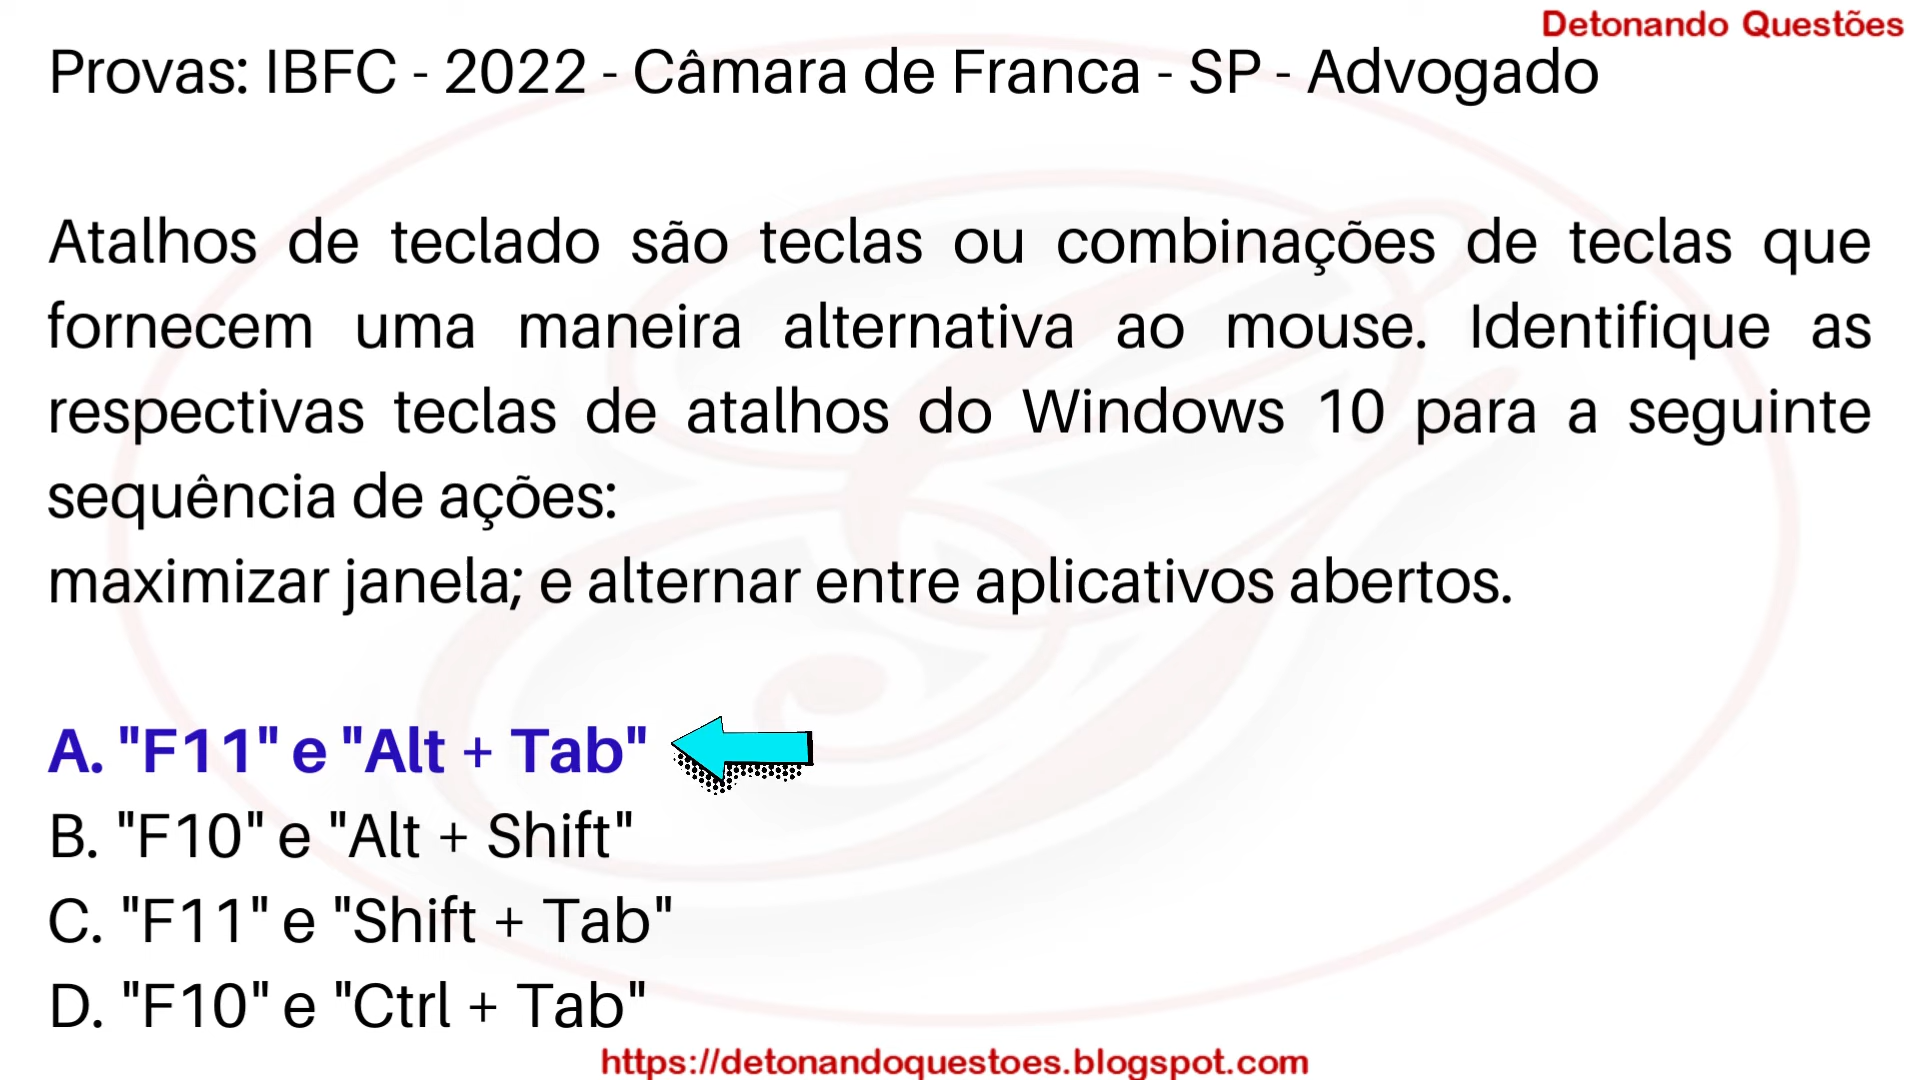 Detonando Questões
Provas: IBFC - 2022 - Câmara de Franca - SP - Advogado
Atalhos de teclado são teclas ou combinações de teclas que
fornecem uma maneira alternativa ao mouse. Identifique as
respectivas teclas de atalhos do Windows 10 para a seguinte
sequência de ações:
maximizar janela; e alternar entre aplicativos abertos.
A. "F11" e "Alt + Tab"
B. "F10" e "Alt + Shift"
C. "F11" e "Shift + Tab"
D. "F10" e "Ctrl + Tab"
https://detonandoquestoes.blogspot.com